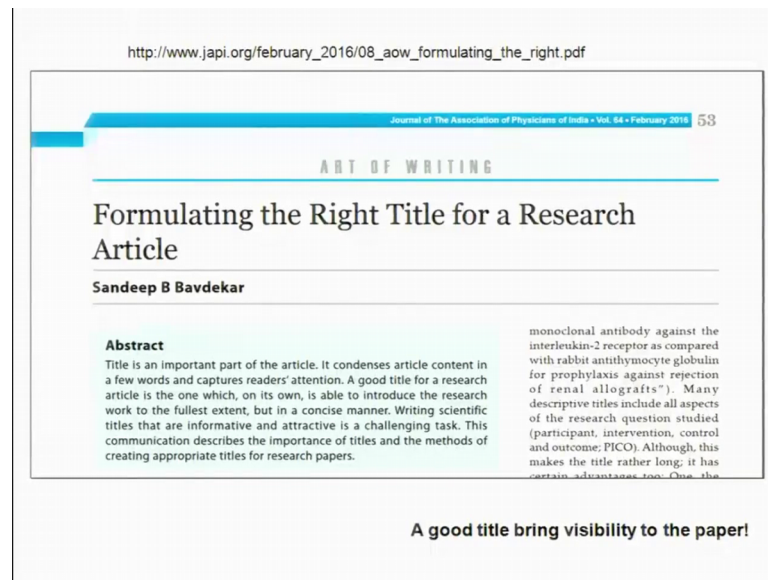 http://www.japi.org/february_2016/08_aow_formulating_the_right.pdf
Journal of The Association of Physicians of India • Vol. 64 • February 2016 53
ART OF WRITING
Formulating the Right Title for a Research
Article
Sandeep B Bavdekar
Abstract
Title is an important part of the article. It condenses article content in
a few words and captures readers' attention. A good title for a research
article is the one which, on its own, is able to introduce the research
work to the fullest extent, but in a concise manner. Writing scientific
titles that are informative and attractive is a challenging task. This
communication describes the importance of titles and the methods of
creating appropriate titles for research papers.
monoclonal antibody against the
interleukin-2 receptor as compared
with rabbit antithymocyte globulin
for prophylaxis against rejection
of renal allografts"). Many
descriptive titles include all aspects
of the research question studied
(participant, intervention, control
and outcome; PICO). Although, this
makes the title rather long; it has
certain advantages too: One, the
A good title bring visibility to the paper!